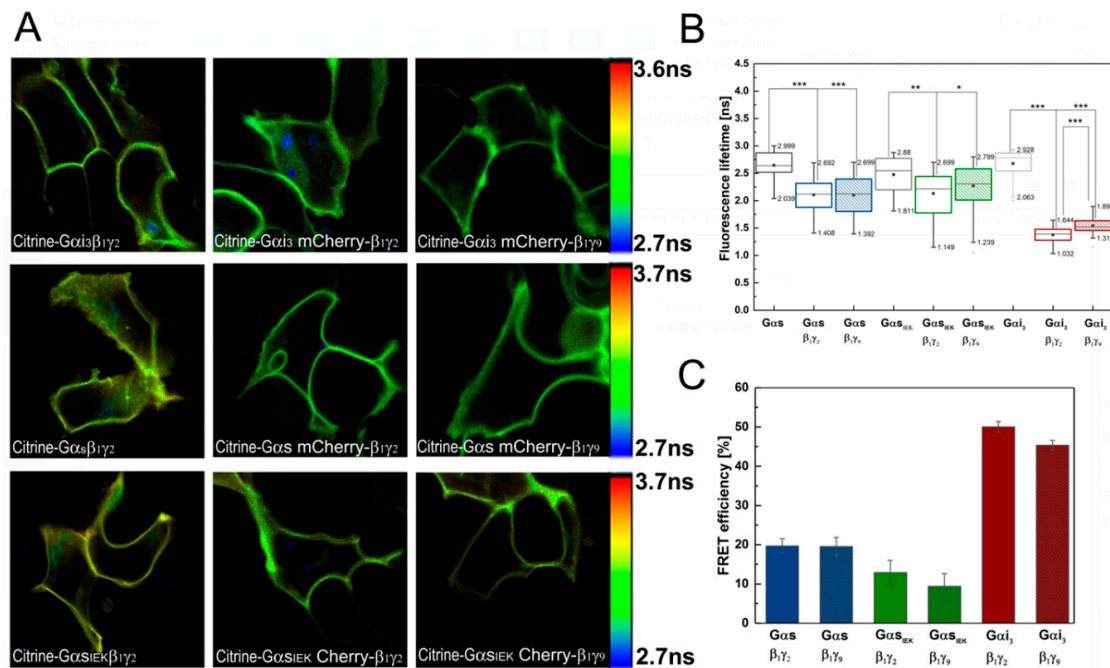 A
Citrine-Gαi3β1γ2
Citrine-Gαi3 mCherry-β1γ2
Citrine-Gαi3 mCherry-β1γ9
3.6ns
2.7ns
Citrine-Gαsβ1γ2
Citrine-Gαs mCherry-β1γ2
Citrine-Gαs mCherry-β1γ9
3.7ns
2.7ns
Citrine-GαsIEKβ1γ2
Citrine-GαsIEK Cherry-β1γ2
Citrine-GαsIEK Cherry-β1γ9
3.7ns
2.7ns
B
Fluorescence lifetime [ns]
4.5
4.0
3.5
3.0
2.5
2.0
1.5
1.0
0.5
0.0
*** *** ** * *** ***
***
2.999 2.692 2.699 2.88 2.699 2.799 2.928 1.644 1.89
2.039 1.408 1.392 1.811 1.149 1.239 2.063 1.032 1.31
Gαs Gαs Gαs GαsIEK GαsIEK GαsIEK Gαi3 Gαi3 Gαi3
β1γ2 β1γ9 β1γ2 β1γ9 β1γ2 β1γ9
C
FRET efficiency [%]
60
50
40
30
20
10
0
Gαs Gαs GαsIEK GαsIEK Gαi3 Gαi3
β1γ2 β1γ9 β1γ2 β1γ9 β1γ2 β1γ9